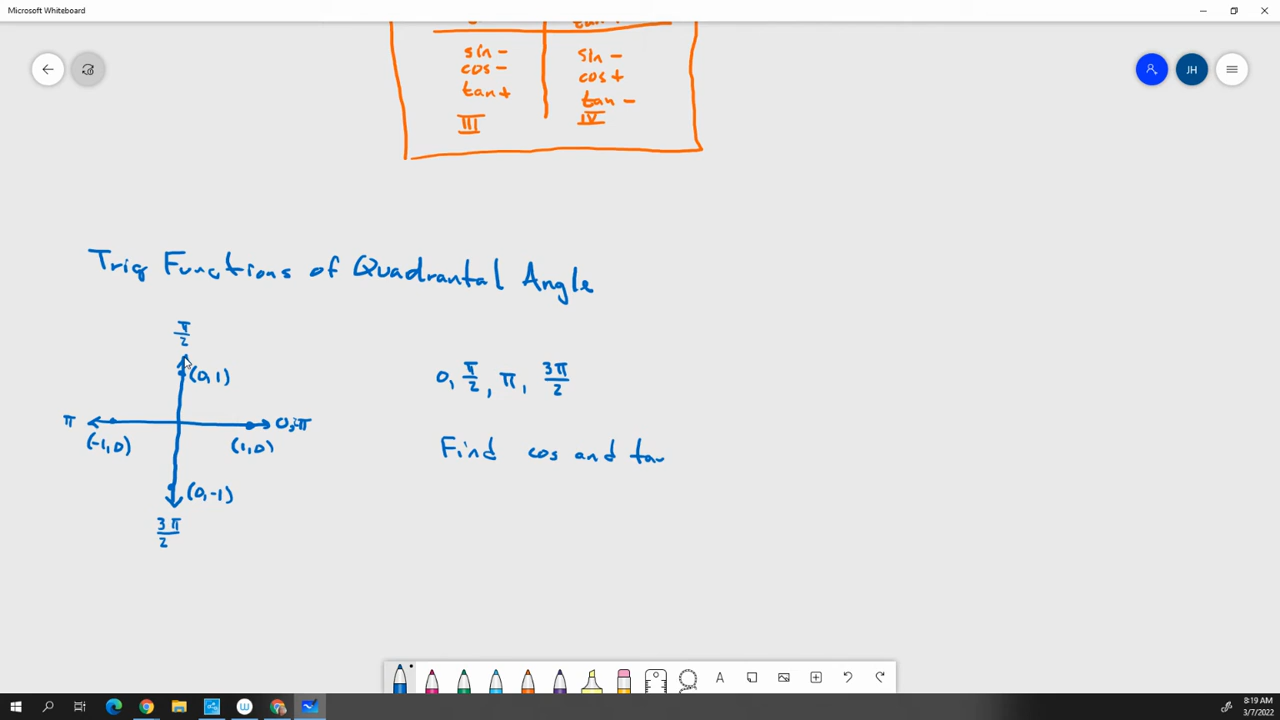 Microsoft Whiteboard
JH
sin -
cos -
tan +
III
sin -
cos +
tan -
IV
Trig Functions of Quadrantal Angle
π/2
(0,1)
π
(-1,0)
(1,0)
(0,-1)
3π/2
0, π/2, π, 3π/2
Find cos and tan
A
8:19 AM
3/7/2022